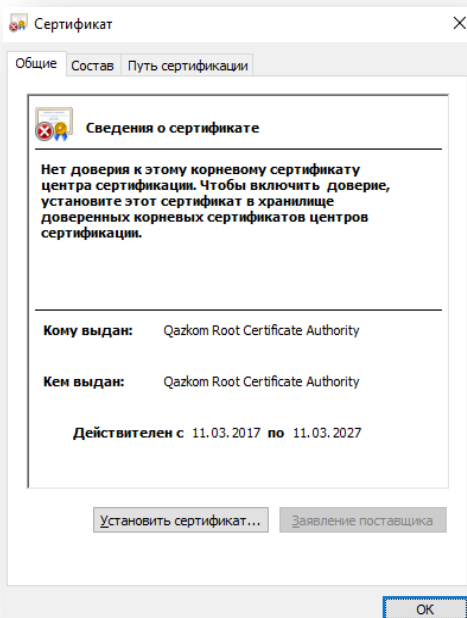 Сертификат
Общие Состав Путь сертификации
Сведения о сертификате
Нет доверия к этому корневому сертификату
центра сертификации. Чтобы включить доверие,
установите этот сертификат в хранилище
доверенных корневых сертификатов центров
сертификации.
Кому выдан: Qazkom Root Certificate Authority
Кем выдан: Qazkom Root Certificate Authority
Действителен с 11.03.2017 по 11.03.2027
Установить сертификат... Заявление поставщика
ОК